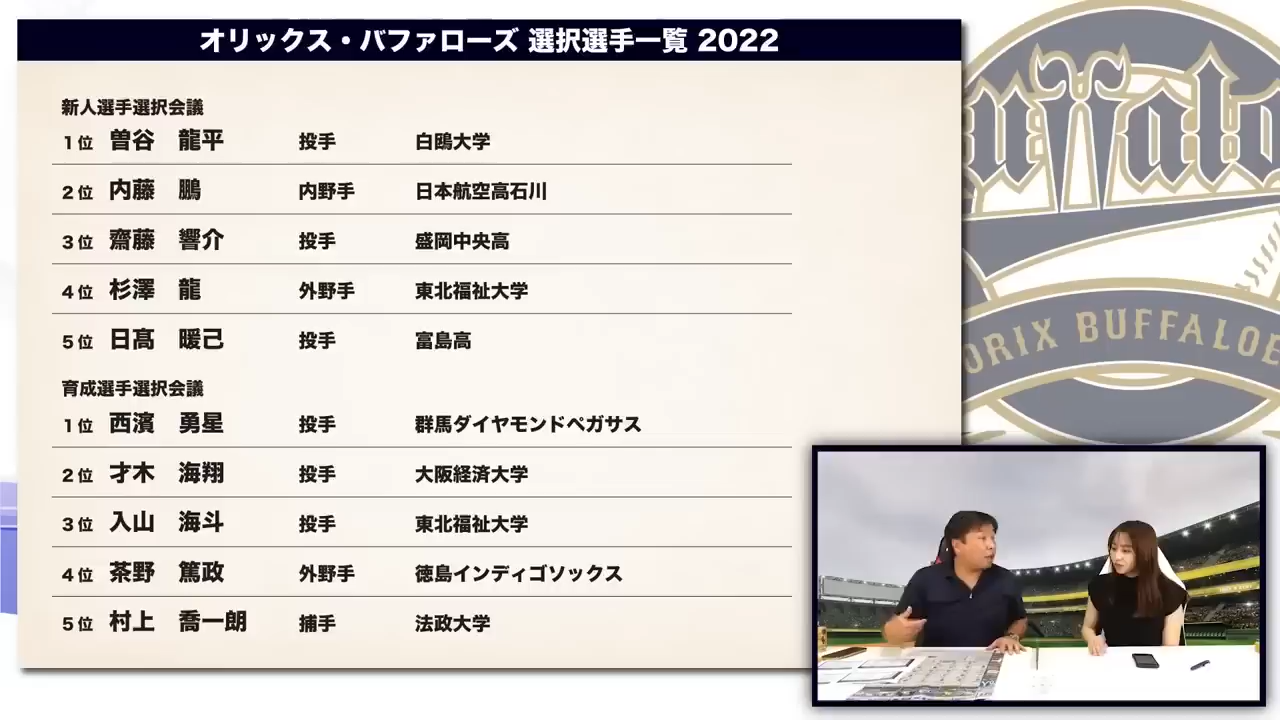 オリックス・バファローズ 選択選手一覧 2022
新人選手選択会議
1位 曽谷 龍平 投手 白鷗大学
2位 内藤 鵬 内野手 日本航空高石川
3位 齋藤 響介 投手 盛岡中央高
4位 杉澤 龍 外野手 東北福祉大学
5位 日髙 暖己 投手 富島高
育成選手選択会議
1位 西濱 勇星 投手 群馬ダイヤモンドペガサス
2位 才木 海翔 投手 大阪経済大学
3位 入山 海斗 投手 東北福祉大学
4位 茶野 篤政 外野手 徳島インディゴソックス
5位 村上 喬一朗 捕手 法政大学
uffalo
ORIX BUFFALOE